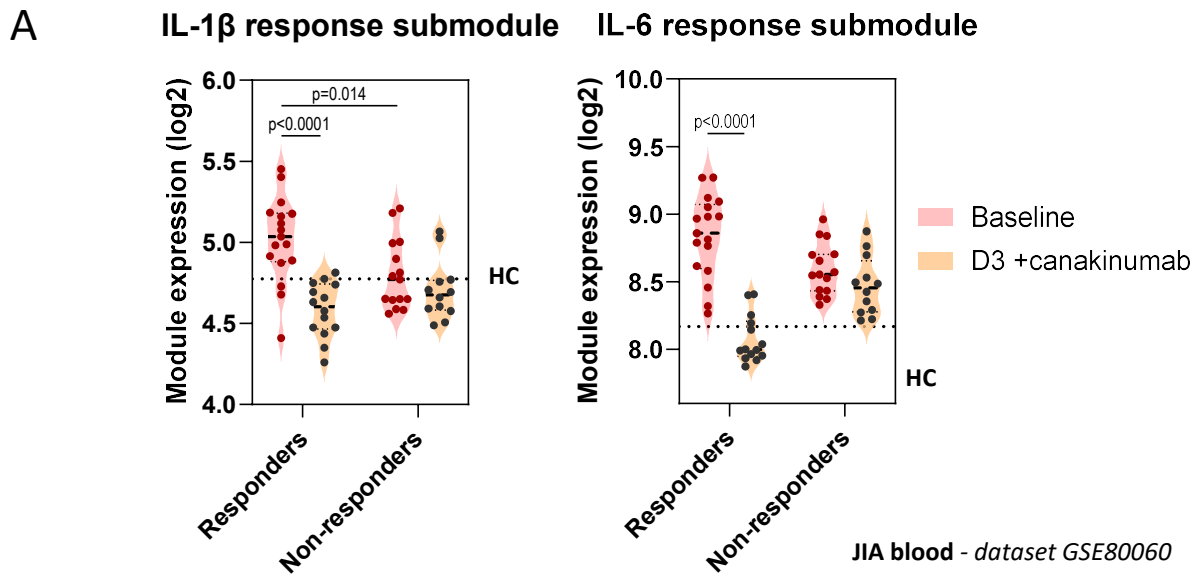 A
IL-1β response submodule
Module expression (log2)
6.0
5.5
5.0
4.5
4.0
p=0.014
p<0.0001
HC
Responders
Non-responders
IL-6 response submodule
Module expression (log2)
10.0
9.5
9.0
8.5
8.0
p<0.0001
HC
Responders
Non-responders
Baseline
D3 +canakinumab
JIA blood - dataset GSE80060